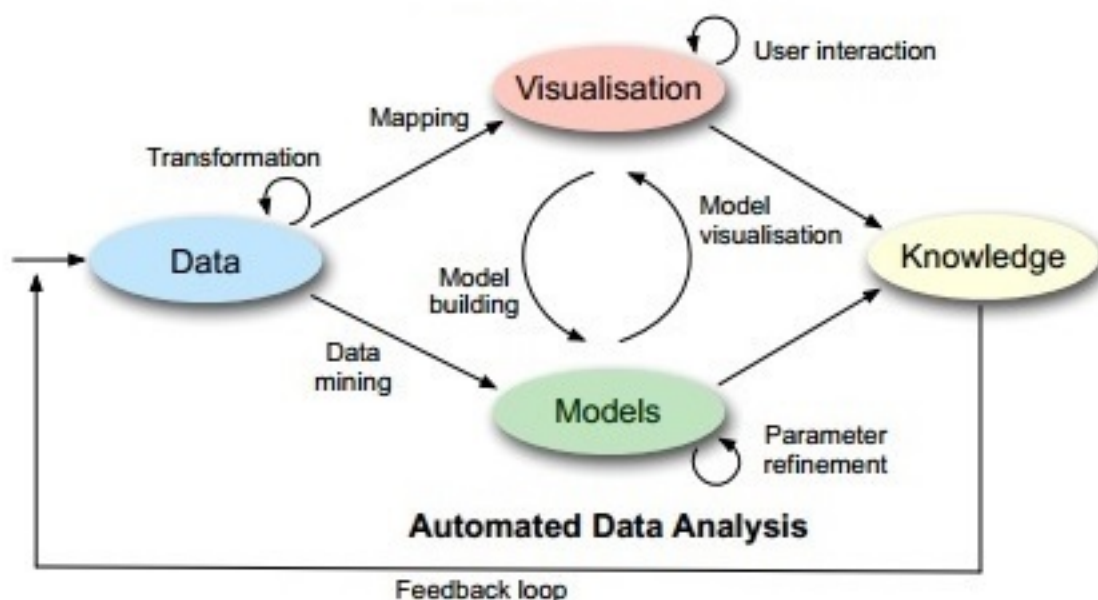 User interaction
Visualisation
Mapping
Transformation
Model
visualisation
Data
Knowledge
Model
building
Data
mining
Models
Parameter
refinement
Automated Data Analysis
Feedback loop